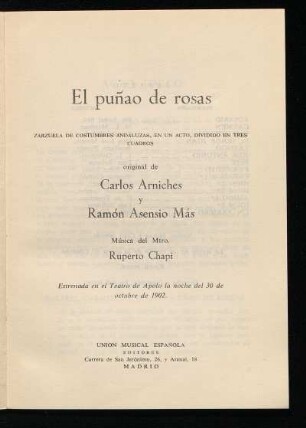 El puñao de rosas
ZARZUELA DE COSTUMBRES ANDALUZAS, EN UN ACTO, DIVIDIDO EN TRES
CUADROS
original de
Carlos Arniches
y
Ramón Asensio Más
Música del Mtro.
Ruperto Chapí
Estrenada en el Teatro de Apolo la noche del 30 de
octubre de 1902.
UNION MUSICAL ESPAÑOLA
EDITORES
Carrera de San Jerónimo, 26, y Arenal, 18
MADRID